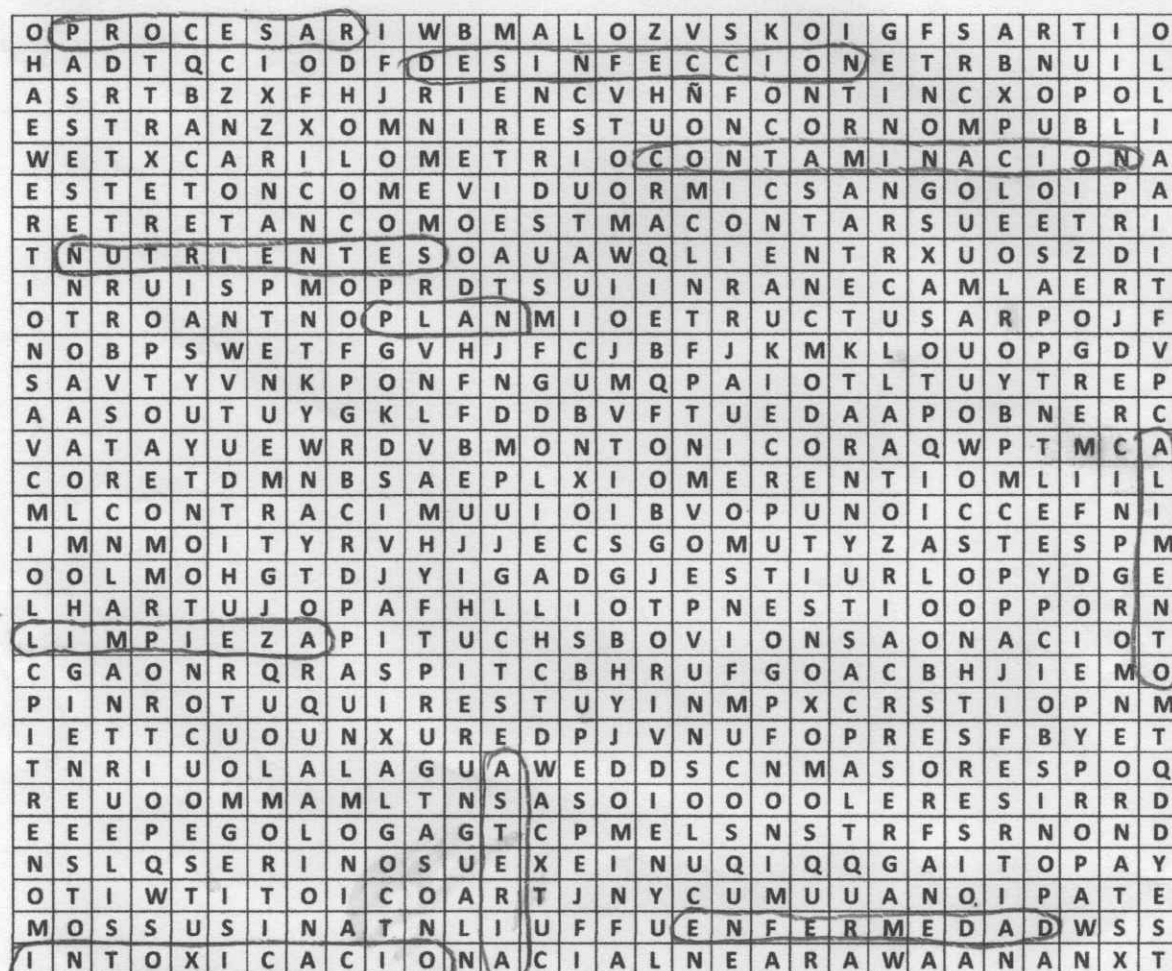 O P R O C E S A R I W B M A L O Z V S K O I G F S A R T I O
H A D T Q C I O D F D E S I N F E C C I O N E T R B N U I L
A S R T B Z X F H J R I E N C V H Ñ F O N T I N C X O P O L
E S T R A N Z X O M N I R E S T U O N C O R N O M P U B L I
W E T X C A R I L O M E T R I O C O N T A M I N A C I O N A
E S T E T O N C O M E V I D U O R M I C S A N G O L O I P A
R E T R E T A N C O M O E S T M A C O N T A R S U E E T R I
T N U T R I E N T E S O A U A W Q L I E N T R X U O S Z D I
I N R U I S P M O P R D T S U I I N R A N E C A M L A E R T
O T R O A N T N O P L A N M I O E T R U C T U S A R P O J F
N O B P S W E T F G V H J F C J B F J K M K L O U O P G D V
S A V T Y V N K P O N F N G U M Q P A I O T L T U Y T R E P
A A S O U T U Y G K L F D D B V F T U E D A A P O B N E R C
V A T A Y U E W R D V B M O N T O N I C O R A Q W P T M C A
C O R E T D M N B S A E P L X I O M E R E N T I O M L I I L
M L C O N T R A C I M U U I O I B V O P U N O I C C E F N I
I M N M O I T Y R V H J J E C S G O M U T Y Z A S T E S P M
O O L M O H G T D J Y I G A D G J E S T I U R L O P Y D G E
L H A R T U J O P A F H L L I O T P N E S T I O O P P O R N
L I M P I E Z A P I T U C H S B O V I O N S A O N A C I O T
C G A O N R Q R A S P I T C B H R U F G O A C B H J I E M O
P I N R O T U Q U I R E S T U Y I N M P X C R S T I O P N M
I E T T C U O U N X U R E D P J V N U F O P R E S F B Y E T
T N R I U O L A L A G U A W E D D S C N M A S O R E S P O Q
R E U O O M M A M L T N S A S O I O O O O L E R E S I R R D
E E E P E G O L O G A G T C P M E L S N S T R F S R N O N D
N S L Q S E R I N O S U E X E I N U Q I Q Q G A I T O P A Y
O T I W T I T O I C O A R T J N Y C U M U U A N O I P A T E
M O S S U S I N A T N L I U F F U E N F E R M E D A D W S S
I N T O X I C A C I O N A C I A L N E A R A W A A N A N X T